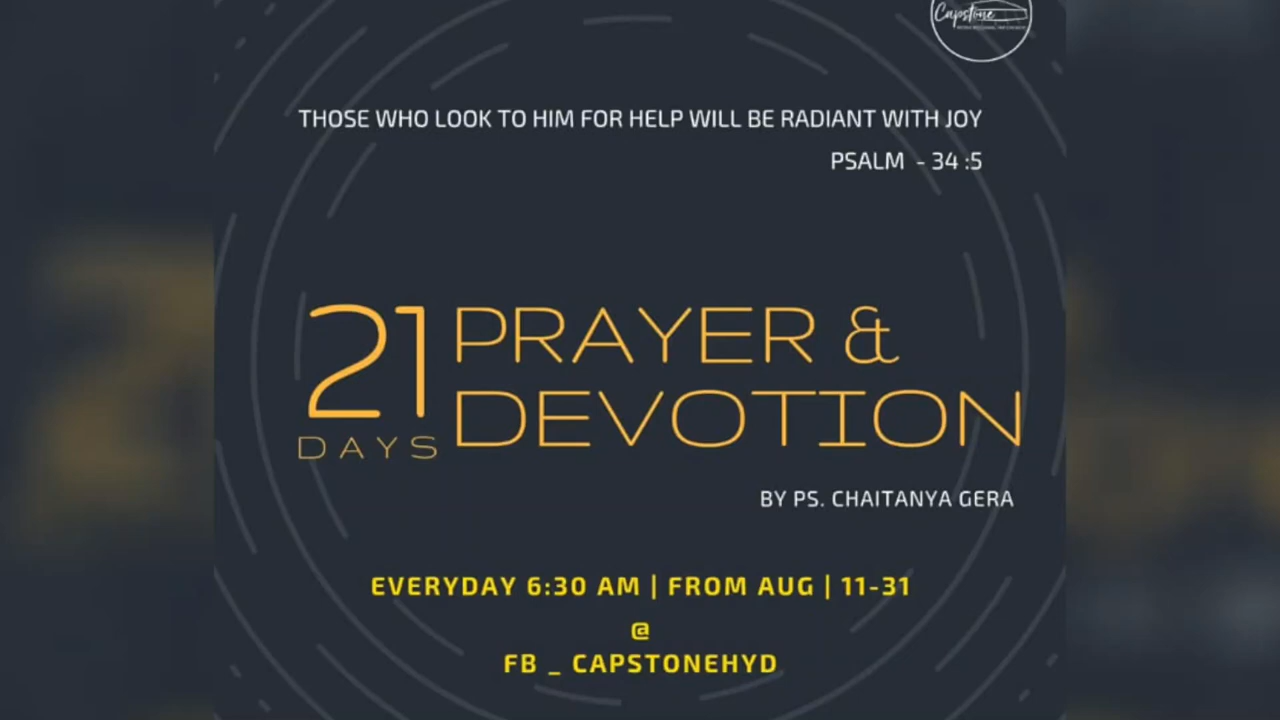 Capstone
THOSE WHO LOOK TO HIM FOR HELP WILL BE RADIANT WITH JOY
PSALM - 34 :5
21 PRAYER &
DAYS DEVOTION
BY PS. CHAITANYA GERA
EVERYDAY 6:30 AM | FROM AUG | 11-31
@
FB _ CAPSTONEHYD